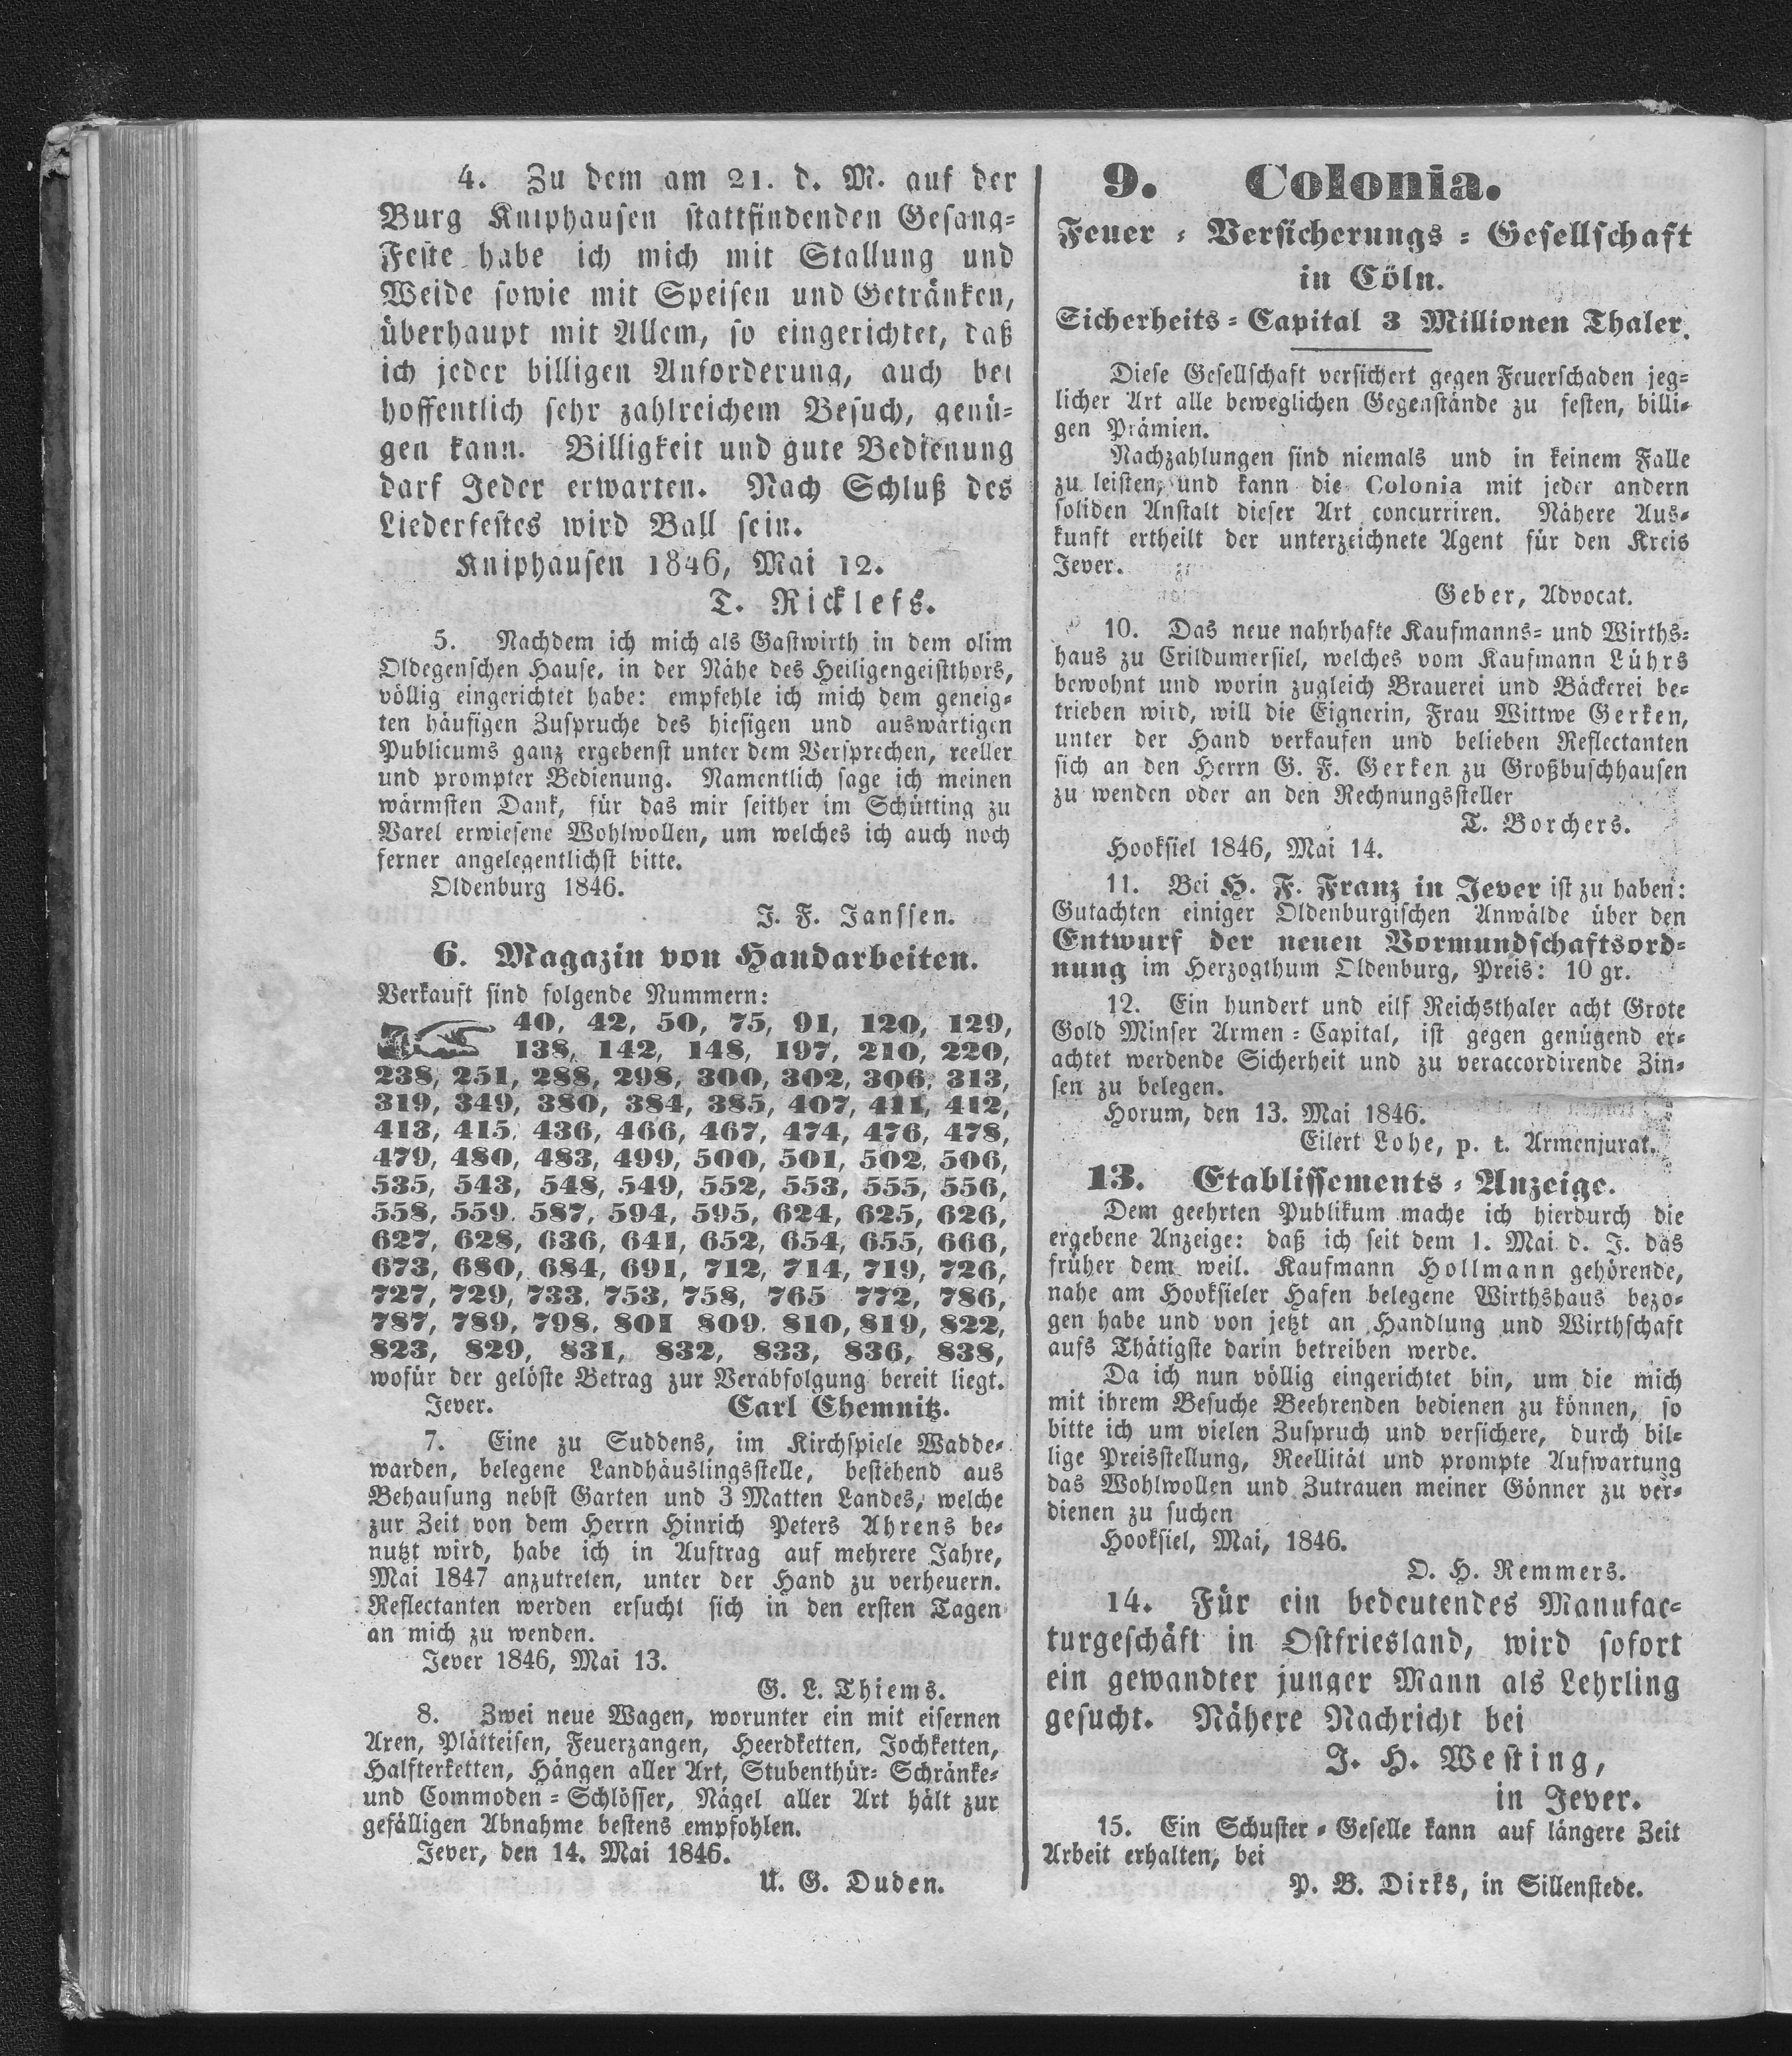 4. Zu dem am 21. d. M. auf der
Burg Kniphausen stattfindenden Gesang=
Feste habe ich mich mit Stallung und
Weide sowie mit Speisen und Getränken,
überhaupt mit Allem, so eingerichtet, daß
ich jeder billigen Anforderung, auch bei
hoffentlich sehr zahlreichem Besuch, genü=
gen kann. Billigkeit und gute Bedienung
darf Jeder erwarten. Nach Schluß des
Liederfestes wird Ball sein.
Kniphausen 1846, Mai 12.
T. Ricklefs.
5. Nachdem ich mich als Gastwirth in dem olim
Oldegenschen Hause, in der Nähe des Heiligengeistthors,
völlig eingerichtet habe: empfehle ich mich dem geneig=
ten häufigen Zuspruche des hiesigen und auswärtigen
Publicums ganz ergebenst unter dem Versprechen, reeller
und prompter Bedienung. Namentlich sage ich meinen
wärmsten Dank, für das mir seither im Schütting zu
Varel erwiesene Wohlwollen, um welches ich auch noch
ferner angelegentlichst bitte.
Oldenburg 1846.
J. F. Janssen.
6. Magazin von Handarbeiten.
Verkauft sind folgende Nummern:
40, 42, 50, 75, 91, 120, 129,
138, 142, 148, 197, 210, 220,
238, 251, 288, 298, 300, 302, 306, 313,
319, 349, 380, 384, 385, 407, 411, 412,
413, 415, 436, 466, 467, 474, 476, 478,
479, 480, 483, 499, 500, 501, 502, 506,
535, 543, 548, 549, 552, 553, 555, 556,
558, 559. 587, 594, 595, 624, 625, 626,
627, 628, 636, 641, 652, 654, 655, 666,
673, 680, 684, 691, 712, 714, 719, 726,
727, 729, 733, 753, 758, 765 772, 786,
787, 789, 798, 801 809. 810, 819, 822,
823, 829, 831, 832, 833, 836, 838,
wofür der gelöste Betrag zur Verabfolgung bereit liegt.
Jever. Carl Chemnitz.
7. Eine zu Suddens, im Kirchspiele Wadde=
warden, belegene Landhäuslingsstelle, bestehend aus
Behausung nebst Garten und 3 Matten Landes, welche
zur Zeit von dem Herrn Hinrich Peters Ahrens be=
nutzt wird, habe ich in Auftrag auf mehrere Jahre,
Mai 1847 anzutreten, unter der Hand zu verheuern.
Reflectanten werden ersucht sich in den ersten Tagen
an mich zu wenden.
Jever 1846, Mai 13.
G. L. Thiems.
8. Zwei neue Wagen, worunter ein mit eisernen
Axen, Plätteisen, Feuerzangen, Heerdketten, Jochketten,
Halfterketten, Hängen aller Art, Stubenthür= Schränke=
und Commoden=Schlösser, Nägel aller Art hält zur
gefälligen Abnahme bestens empfohlen.
Jever, den 14. Mai 1846.
U. G. Duden.
9. Colonia.
Feuer=Versicherungs=Gesellschaft
in Cöln.
Sicherheits=Capital 3 Millionen Thaler.
Diese Gesellschaft versichert gegen Feuerschaden jeg=
licher Art alle beweglichen Gegenstände zu festen, billi=
gen Prämien.
Nachzahlungen sind niemals und in keinem Falle
zu leisten, und kann die Colonia mit jeder andern
soliden Anstalt dieser Art concurriren. Nähere Aus=
kunft ertheilt der unterzeichnete Agent für den Kreis
Jever.
Geber, Advocat.
10. Das neue nahrhafte Kaufmanns= und Wirths=
haus zu Crildumersiel, welches vom Kaufmann Lührs
bewohnt und worin zugleich Brauerei und Bäckerei be=
trieben wird, will die Eignerin, Frau Wittwe Gerken,
unter der Hand verkaufen und belieben Reflectanten
sich an den Herrn G. F. Gerken zu Großbuschhausen
zu wenden oder an den Rechnungssteller
T. Borchers.
Hooksiel 1846, Mai 14.
11. Bei H. F. Franz in Jever ist zu haben:
Gutachten einiger Oldenburgischen Anwälde über den
Entwurf der neuen Vormundschaftsord=
nung im Herzogthum Oldenburg, Preis: 10 gr.
12. Ein hundert und eilf Reichsthaler acht Grote
Gold Minser Armen=Capital, ist gegen genügend er=
achtet werdende Sicherheit und zu veraccordirende Zin=
sen zu belegen.
Horum, den 13. Mai 1846.
Eilert Lohe, p. t. Armenjurat.
13. Etablissements=Anzeige.
Dem geehrten Publikum mache ich hierdurch die
ergebene Anzeige: daß ich seit dem 1. Mai d. J. das
früher dem weil. Kaufmann Hollmann gehörende,
nahe am Hooksieler Hafen belegene Wirthshaus bezo=
gen habe und von jetzt an Handlung und Wirthschaft
aufs Thätigste darin betreiben werde.
Da ich nun völlig eingerichtet bin, um die mich
mit ihrem Besuche Beehrenden bedienen zu können, so
bitte ich um vielen Zuspruch und versichere, durch bil=
lige Preisstellung, Reellität und prompte Aufwartung
das Wohlwollen und Zutrauen meiner Gönner zu ver=
dienen zu suchen
Hooksiel, Mai, 1846.
O. H. Remmers.
14. Für ein bedeutendes Manufac=
turgeschäft in Ostfriesland, wird sofort
ein gewandter junger Mann als Lehrling
gesucht. Nähere Nachricht bei
J. H. Westing,
in Jever.
15. Ein Schuster=Geselle kann auf längere Zeit
Arbeit erhalten, bei
P. B. Dirks, in Sillenstede.